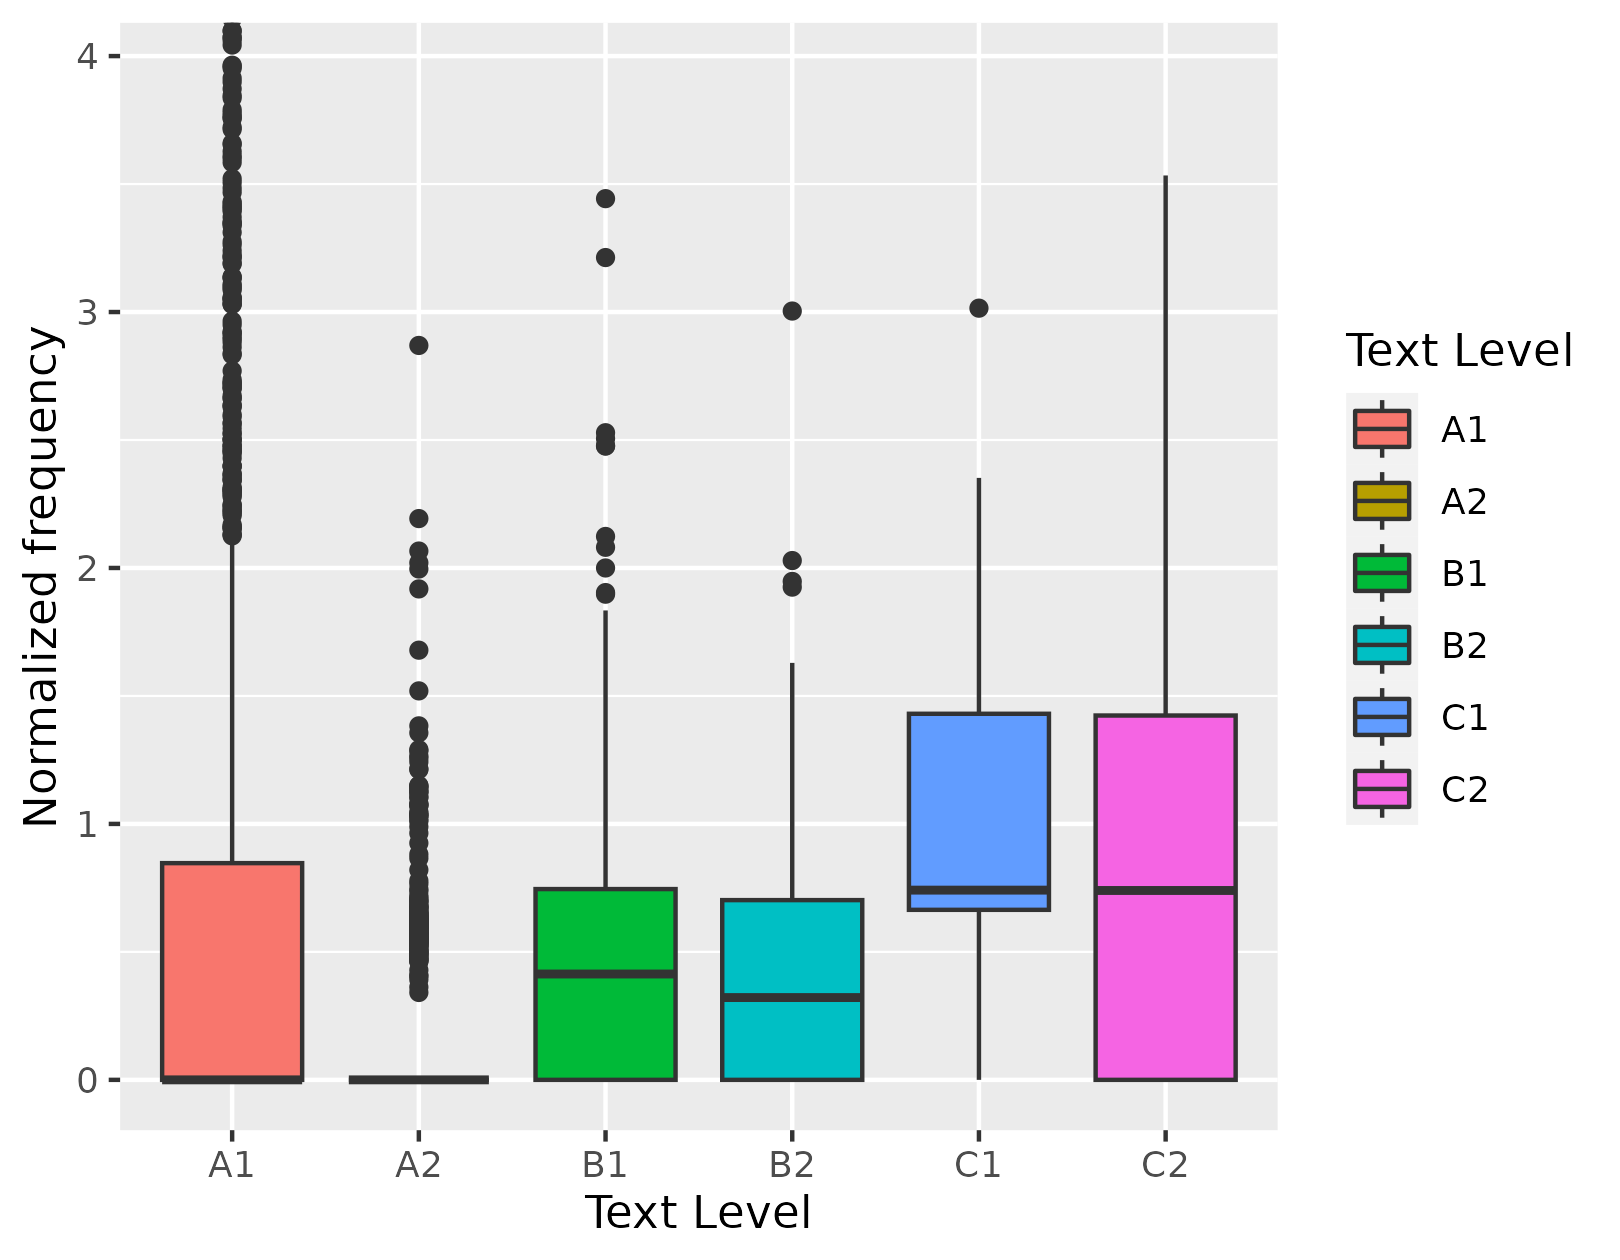 Normalized frequency
4
3
2
1
0
A1 A2 B1 B2 C1 C2
Text Level
Text Level
A1
A2
B1
B2
C1
C2